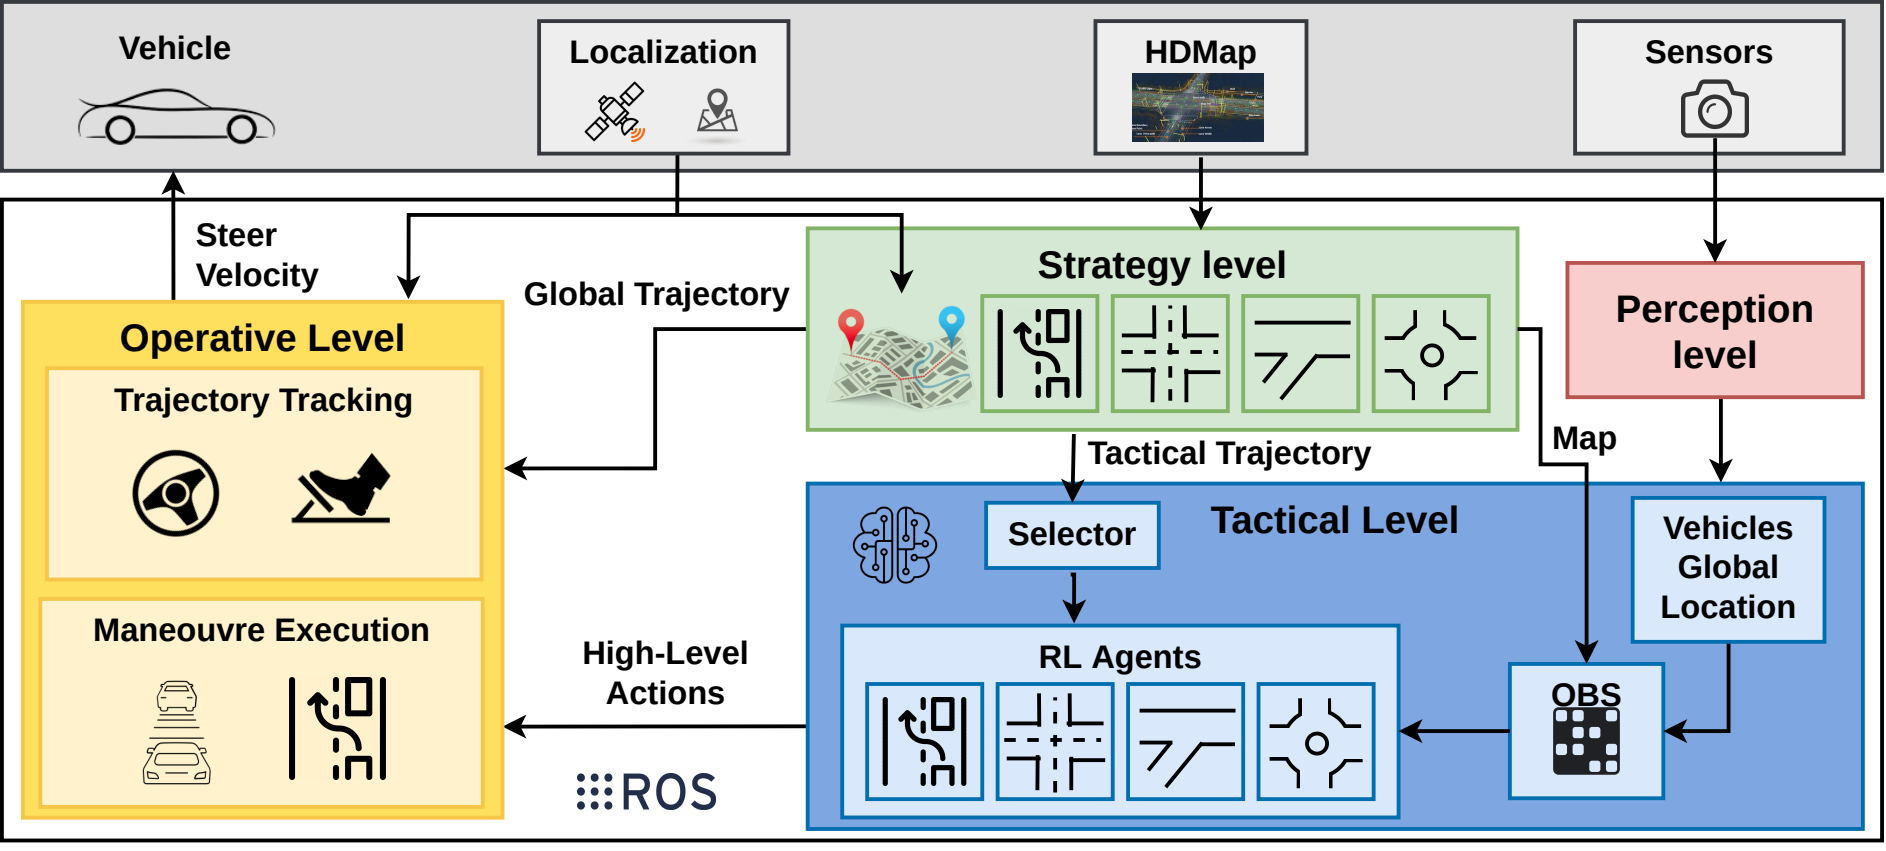 Vehicle
Localization
HDMap
Sensors
Steer
Velocity
Global Trajectory
Strategy level
Perception
level
Operative Level
Trajectory Tracking
Map
Tactical Trajectory
Selector
Tactical Level
Vehicles
Global
Location
Maneouvre Execution
High-Level
Actions
RL Agents
OBS
ROS